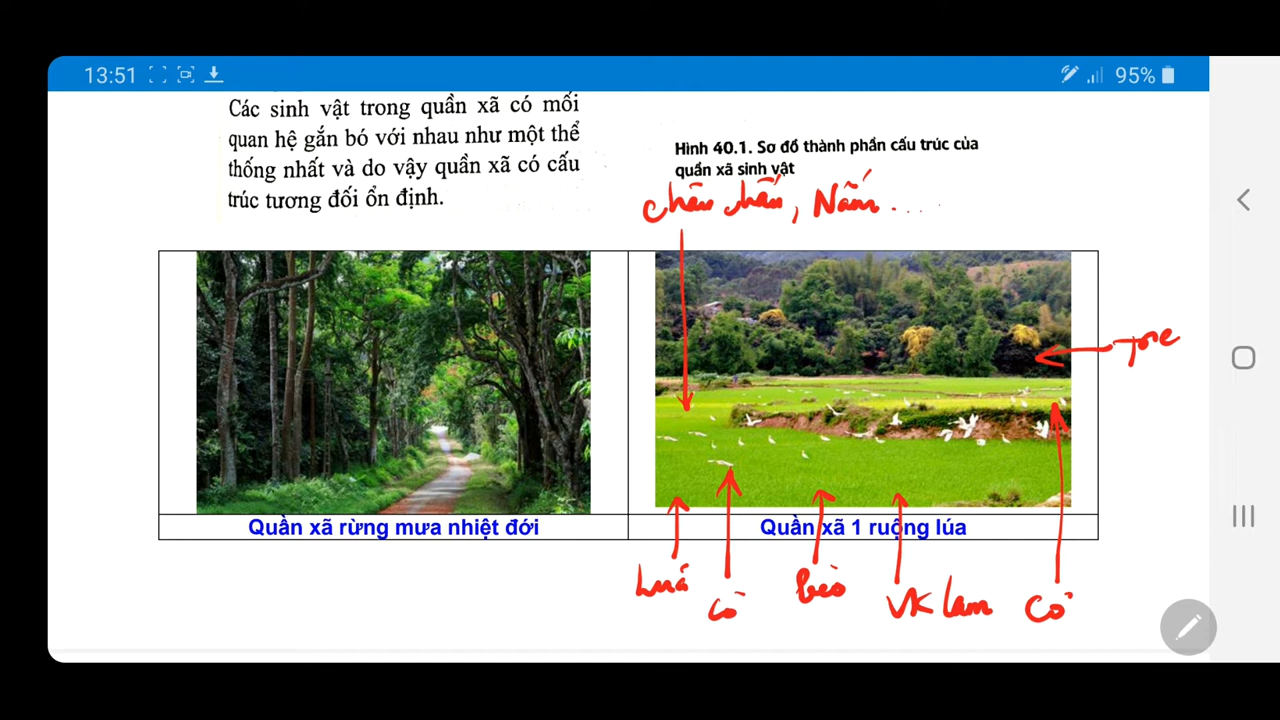 13:51
95%
Các sinh vật trong quần xã có mối
quan hệ gắn bó với nhau như một thể
thống nhất và do vậy quần xã có cấu
trúc tương đối ổn định.
Hình 40.1. Sơ đồ thành phần cấu trúc của
quần xã sinh vật
châu chấu, Nấm...
Tre
Quần xã rừng mưa nhiệt đới
Quần xã 1 ruộng lúa
Lúa
cò
Bèo
VK lam
cỏ